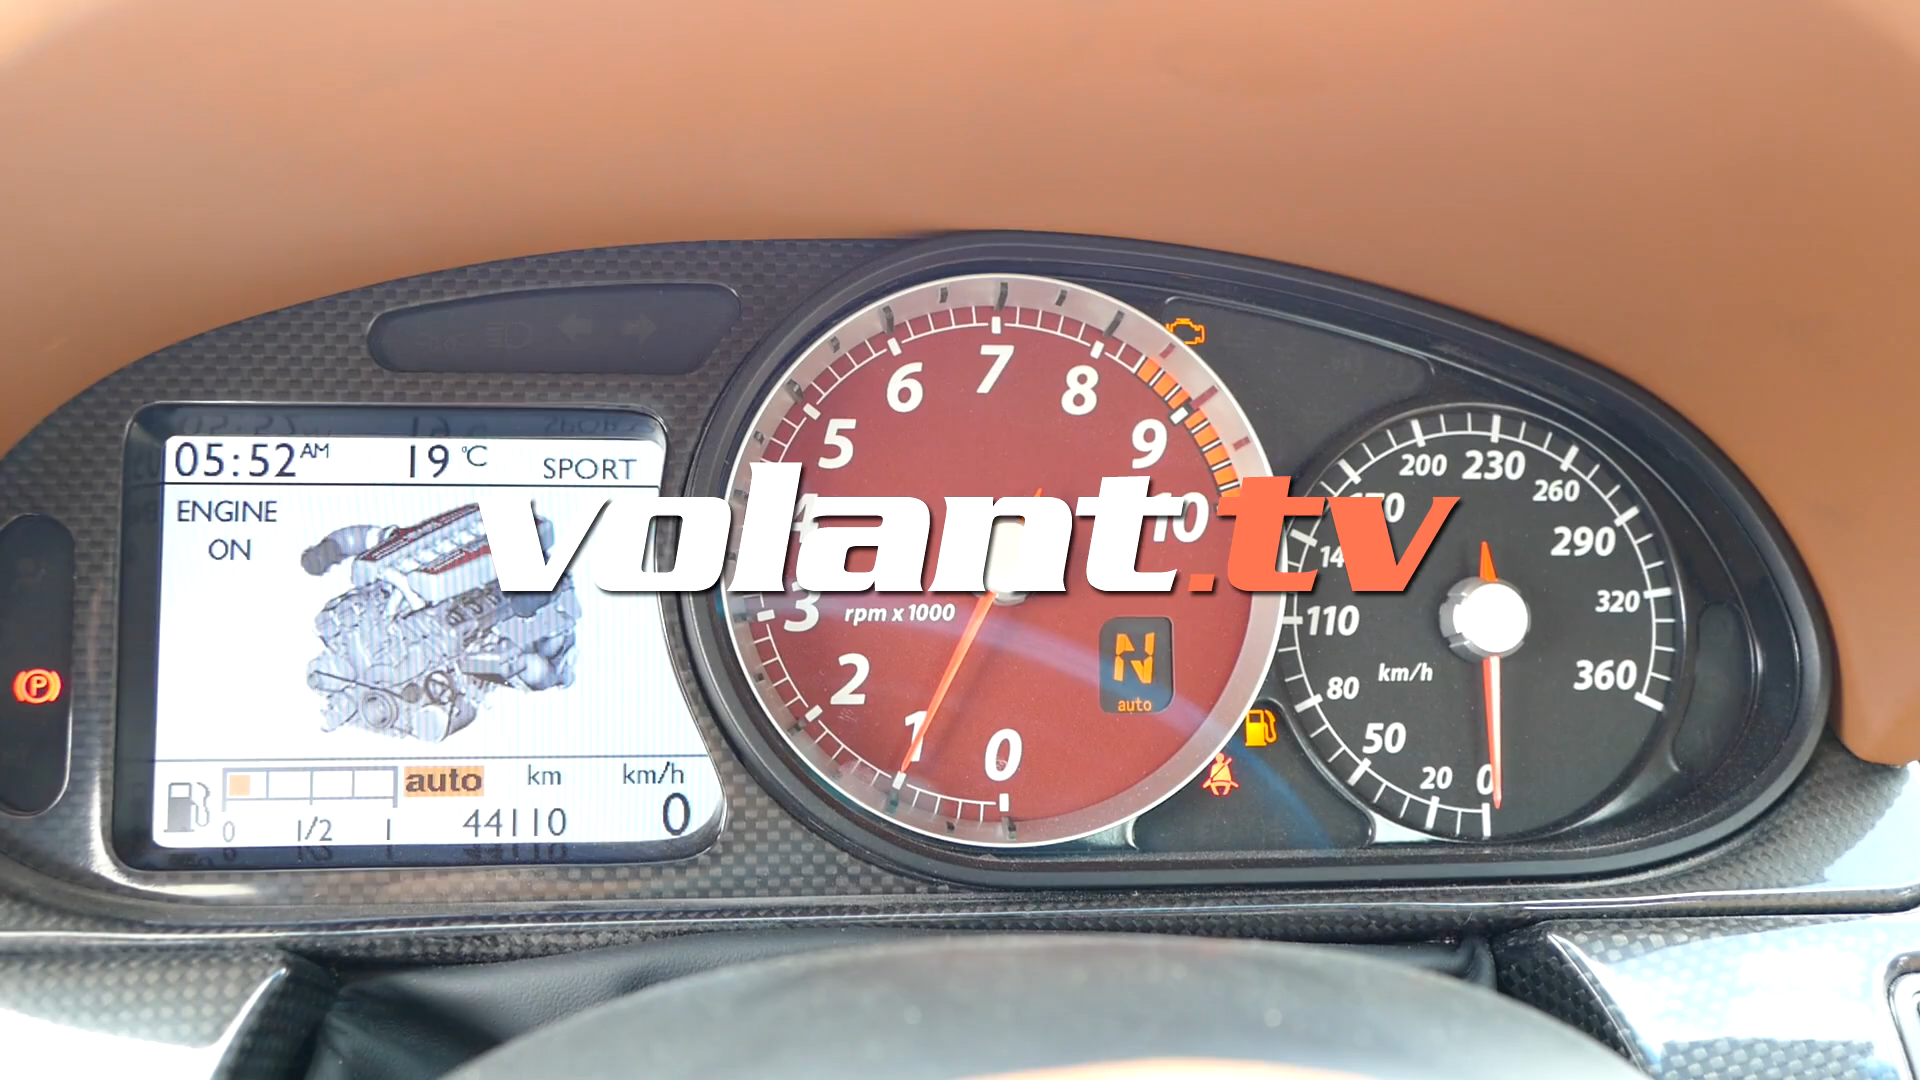 05:52 AM 19 °C SPORT
ENGINE
ON
auto km km/h
0 1/2 1 44110 0
volant.tv
0
1
2
3
4
5
6
7
8
9
10
rpm x 1000
N
auto
0
20
50
80
110
200
230
260
290
320
360
km/h
P